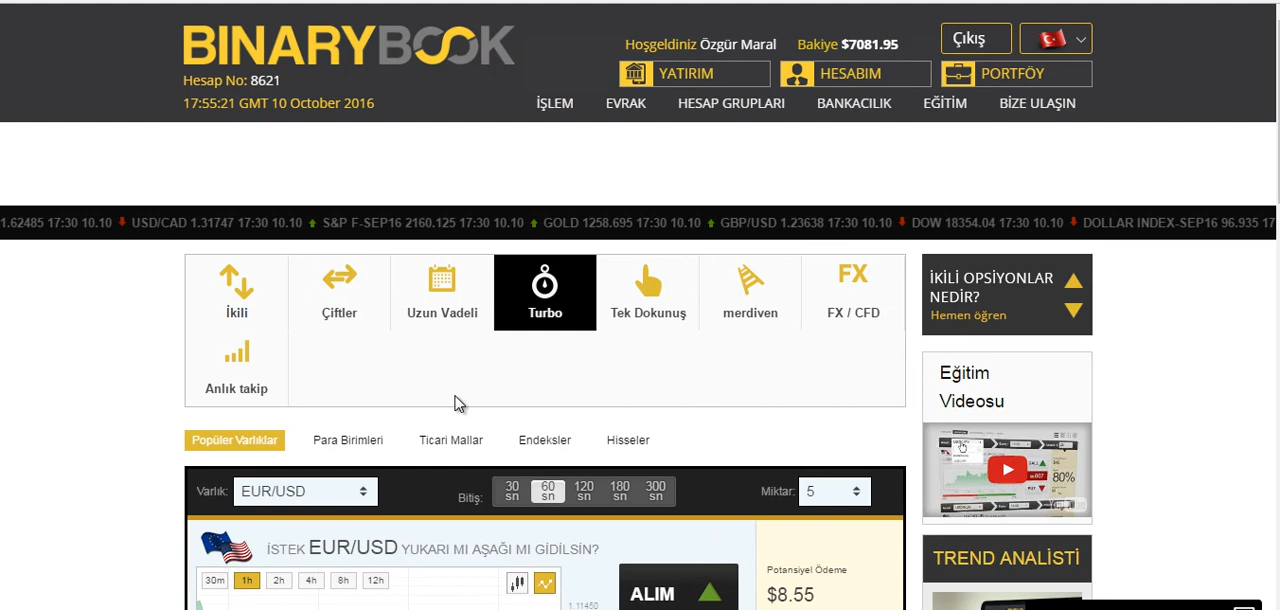 BINARYBOOK
Hoşgeldiniz Özgür Maral Bakiye $7081.95 Çıkış
Hesap No: 8621
YATIRIM HESABIM PORTFÖY
17:55:21 GMT 10 October 2016
İŞLEM EVRAK HESAP GRUPLARI BANKACILIK EĞİTİM BİZE ULAŞIN
1.62485 17:30 10.10 USD/CAD 1.31747 17:30 10.10 S&P F-SEP16 2160.125 17:30 10.10 GOLD 1258.695 17:30 10.10 GBP/USD 1.23638 17:30 10.10 DOW 18354.04 17:30 10.10 DOLLAR INDEX-SEP16 96.935 17
FX
İkili Çiftler Uzun Vadeli Turbo Tek Dokunuş merdiven FX / CFD
Anlık takip
İKİLİ OPSİYONLAR
NEDİR?
Hemen öğren
Eğitim
Videosu
80%
Popüler Varlıklar Para Birimleri Ticari Mallar Endeksler Hisseler
Varlık: EUR/USD Bitiş: 30 sn 60 sn 120 sn 180 sn 300 sn Miktar: 5
İSTEK EUR/USD YUKARI MI AŞAĞI MI GİDİLSİN?
30m 1h 2h 4h 8h 12h
1.11450
ALIM
Potansiyel Ödeme
$8.55
TREND ANALİSTİ